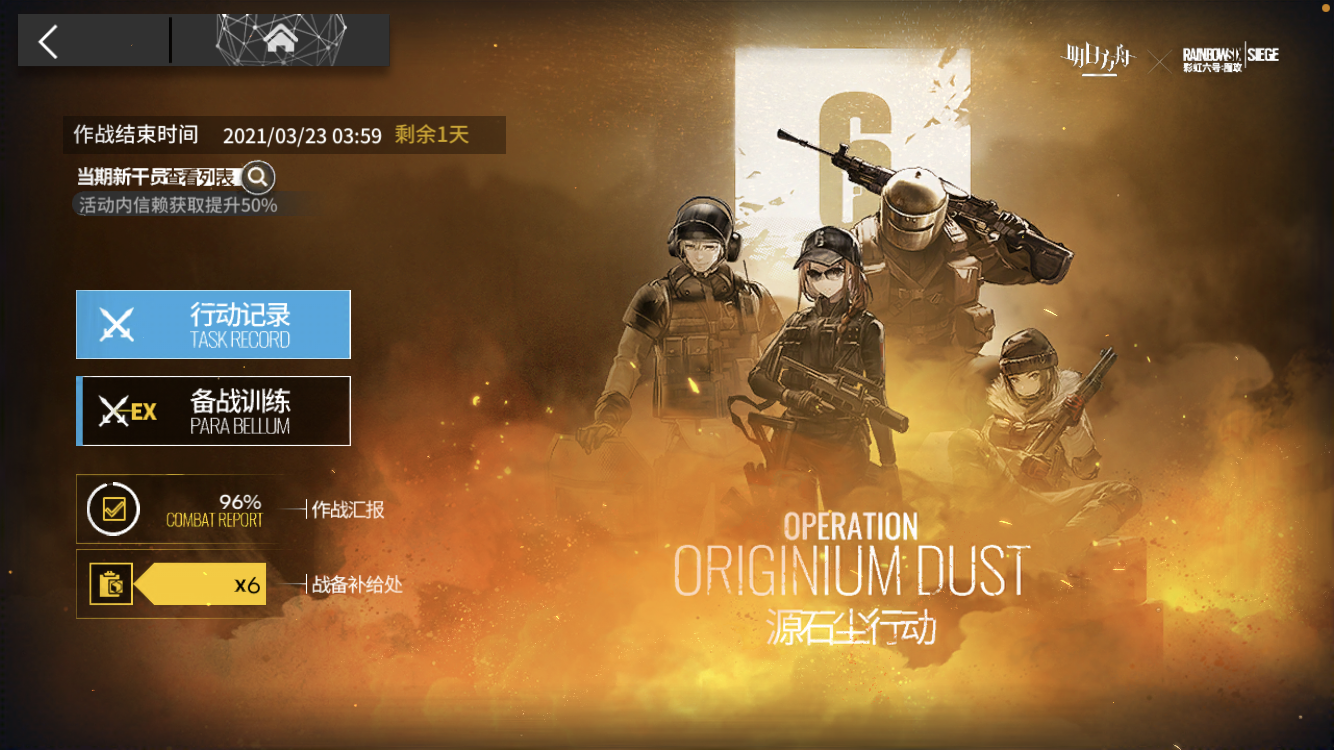 明日方舟
RAINBOW SIX | SIEGE
彩虹六号:围攻
作战结束时间 2021/03/23 03:59 剩余1天
当期新干员查看列表
活动内信赖获取提升50%
6
行动记录
TASK RECORD
EX 备战训练
PARA BELLUM
96%
COMBAT REPORT
作战汇报
x6
战备补给处
OPERATION
ORIGINIUM DUST
源石尘行动